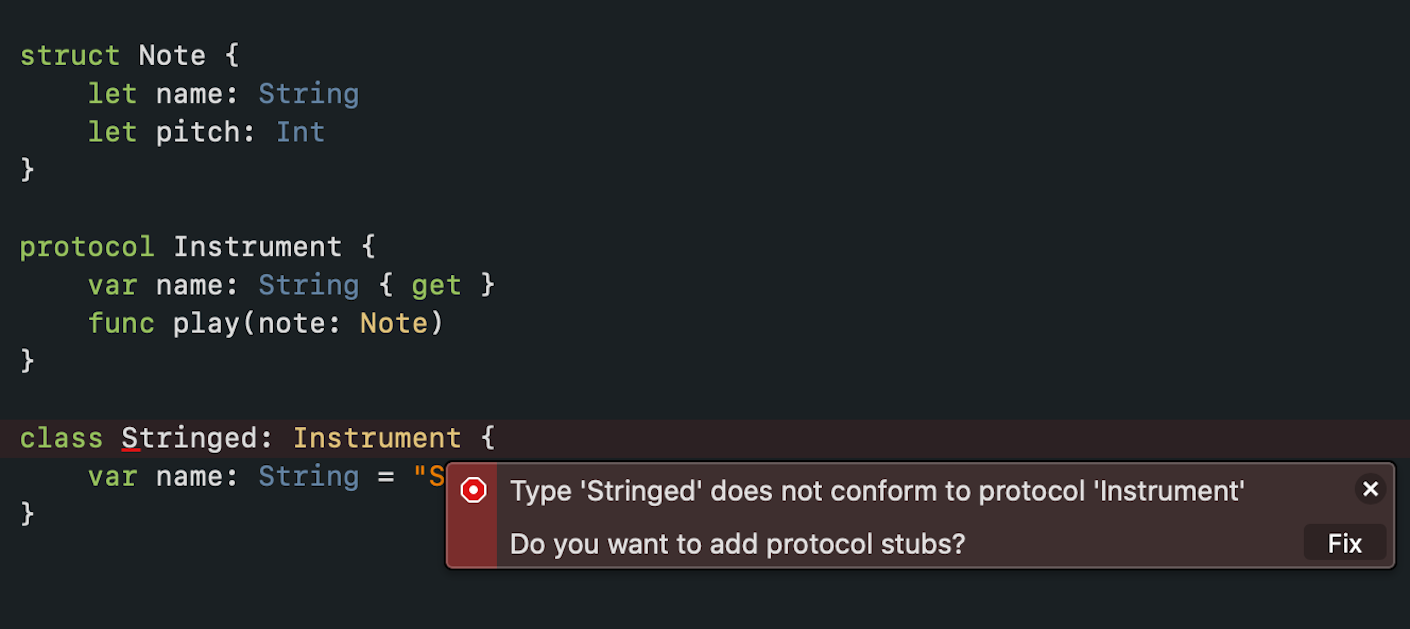 struct Note {
    let name: String
    let pitch: Int
}
protocol Instrument {
    var name: String { get }
    func play(note: Note)
}
class Stringed: Instrument {
    var name: String = "S
}
Type 'Stringed' does not conform to protocol 'Instrument'
Do you want to add protocol stubs?
Fix